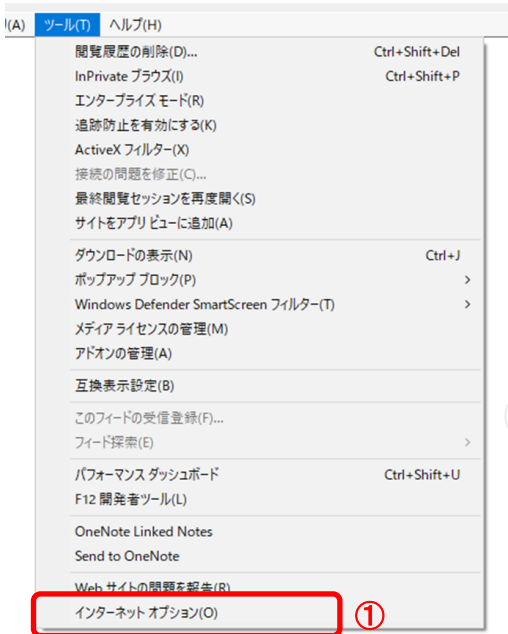 (A) ツール(T) ヘルプ(H)
閲覧履歴の削除(D)... Ctrl+Shift+Del
InPrivate ブラウズ(I) Ctrl+Shift+P
エンタープライズ モード(R)
追跡防止を有効にする(K)
ActiveX フィルター(X)
接続の問題を修正(C)...
最終閲覧セッションを再度開く(S)
サイトをアプリ ビューに追加(A)
ダウンロードの表示(N) Ctrl+J
ポップアップ ブロック(P)
Windows Defender SmartScreen フィルター(T)
メディア ライセンスの管理(M)
アドオンの管理(A)
互換表示設定(B)
このフィードの受信登録(F)...
フィード探索(E)
パフォーマンス ダッシュボード Ctrl+Shift+U
F12 開発者ツール(L)
OneNote Linked Notes
Send to OneNote
Web サイトの問題を報告(R)
インターネット オプション(O) ①